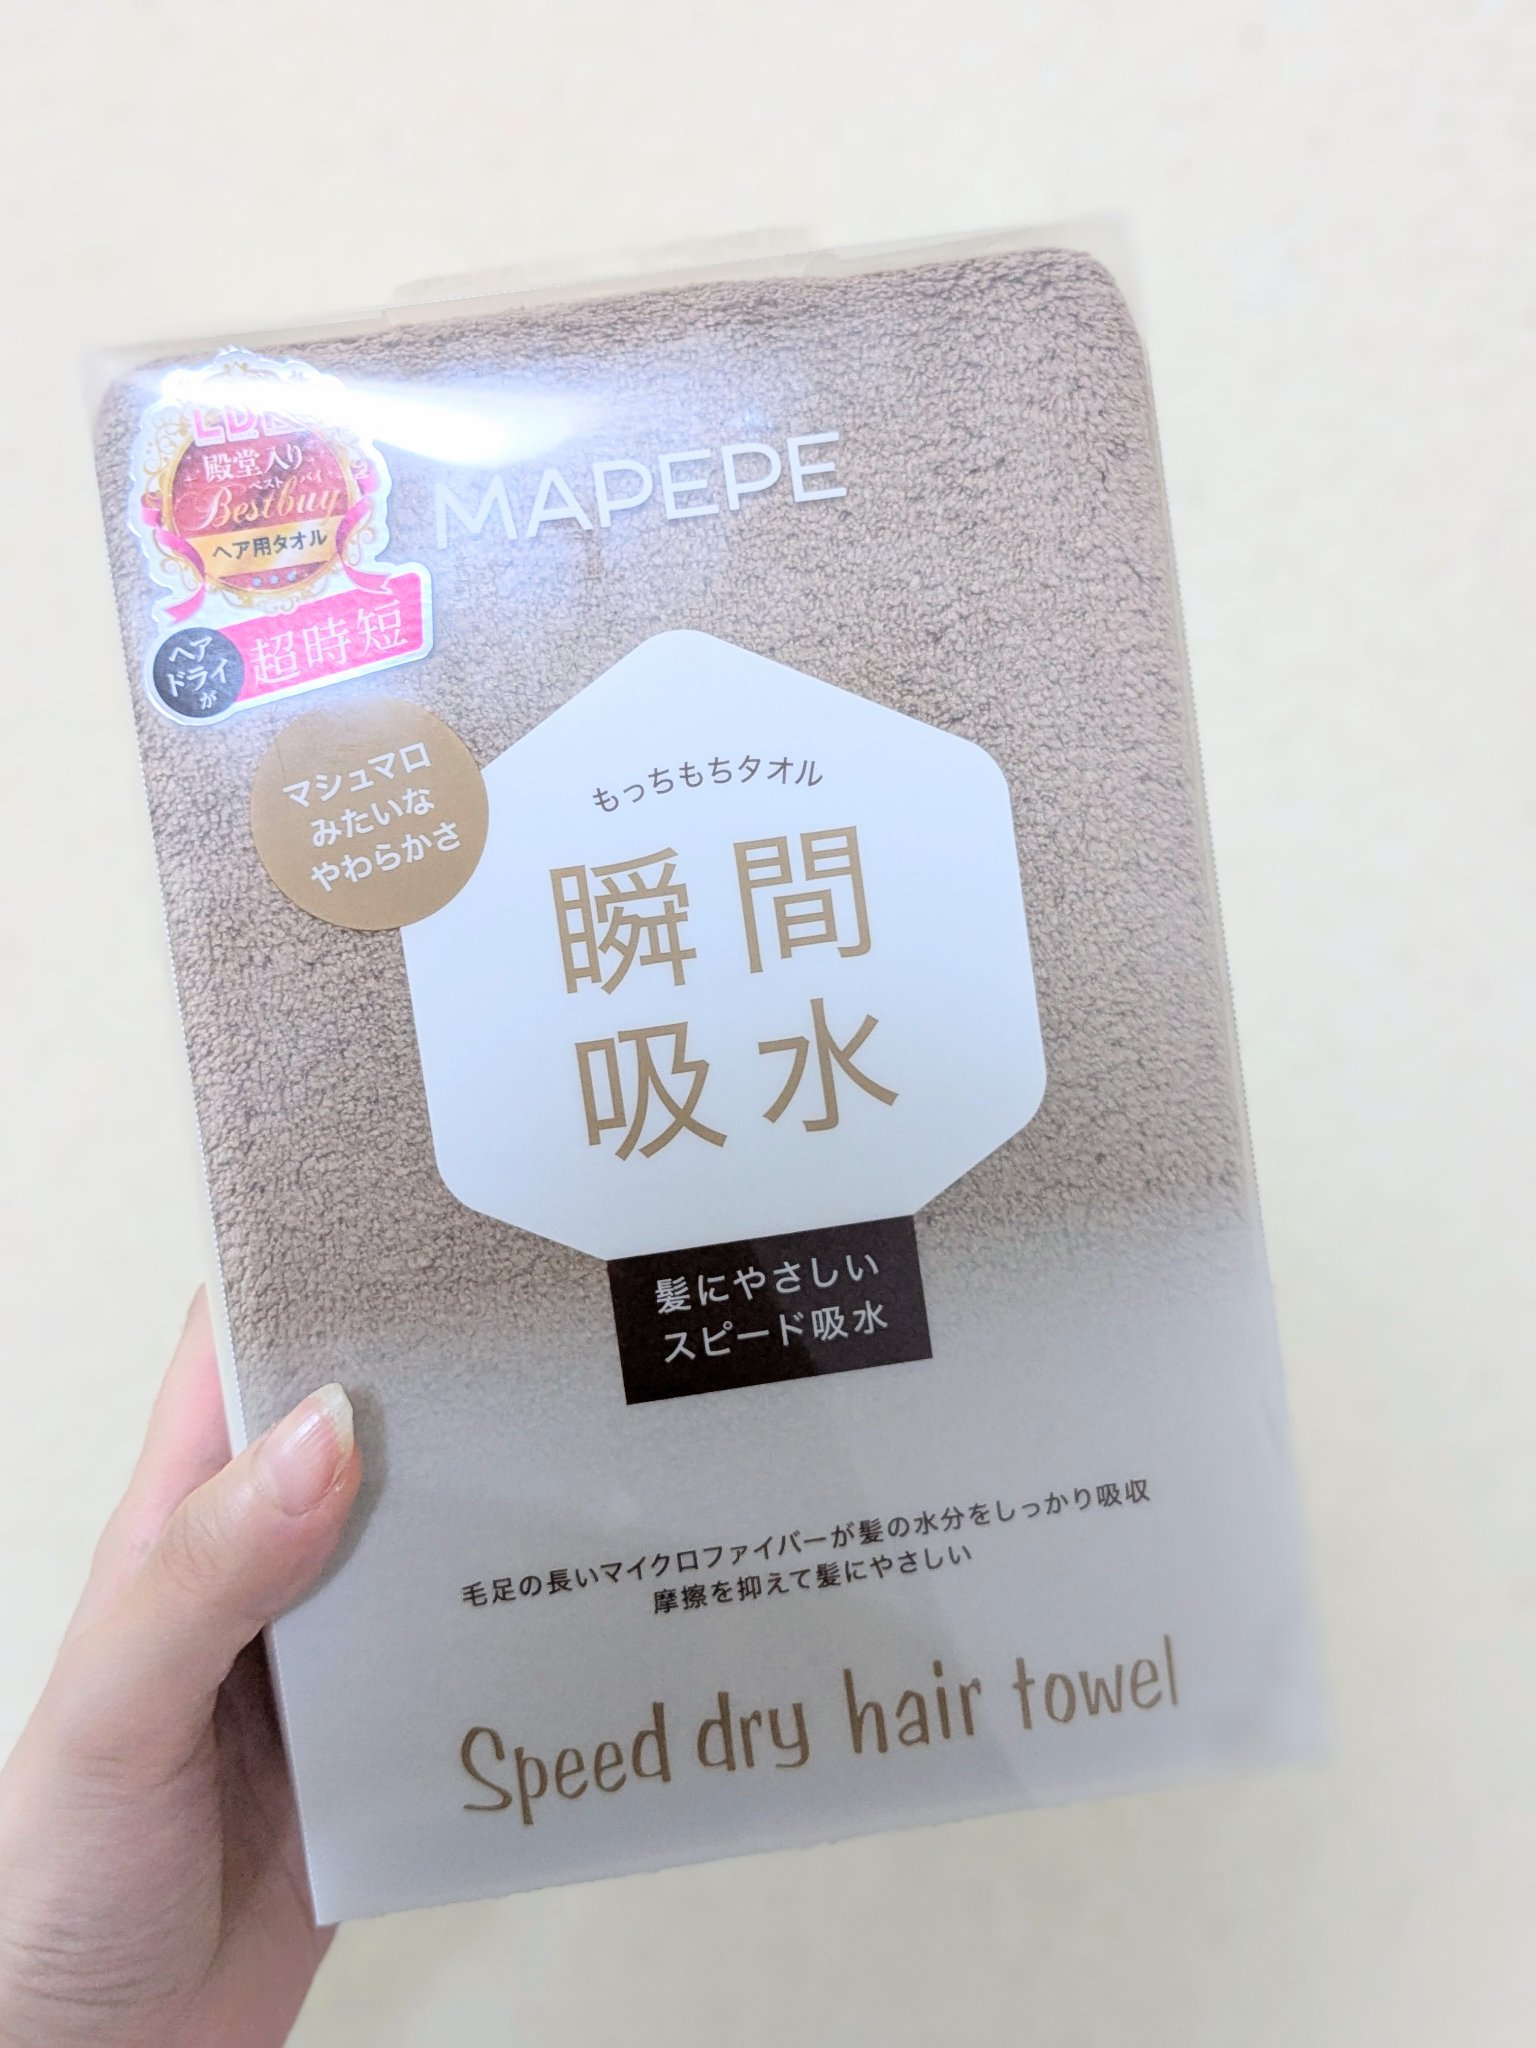 殿堂入り
ベストバイ
Bestbuy
ヘア用タオル
ヘア
ドライ
が
超時短
MAPEPE
マシュマロ
みたいな
やわらかさ
もっちもちタオル
瞬間
吸水
髪にやさしい
スピード吸水
毛足の長いマイクロファイバーが髪の水分をしっかり吸収
摩擦を抑えて髪にやさしい
Speed dry hair towel